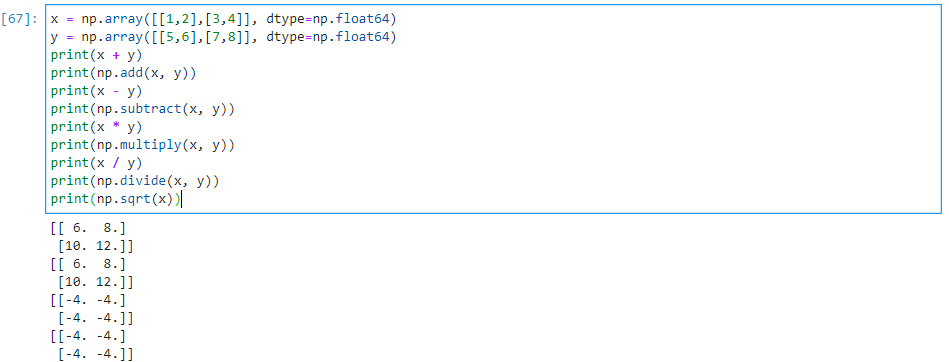 [67]: x = np.array([[1,2],[3,4]], dtype=np.float64)
y = np.array([[5,6],[7,8]], dtype=np.float64)
print(x + y)
print(np.add(x, y))
print(x - y)
print(np.subtract(x, y))
print(x * y)
print(np.multiply(x, y))
print(x / y)
print(np.divide(x, y))
print(np.sqrt(x))
[[ 6.  8.]
 [10. 12.]]
[[ 6.  8.]
 [10. 12.]]
[[-4. -4.]
 [-4. -4.]]
[[-4. -4.]
 [-4. -4.]]